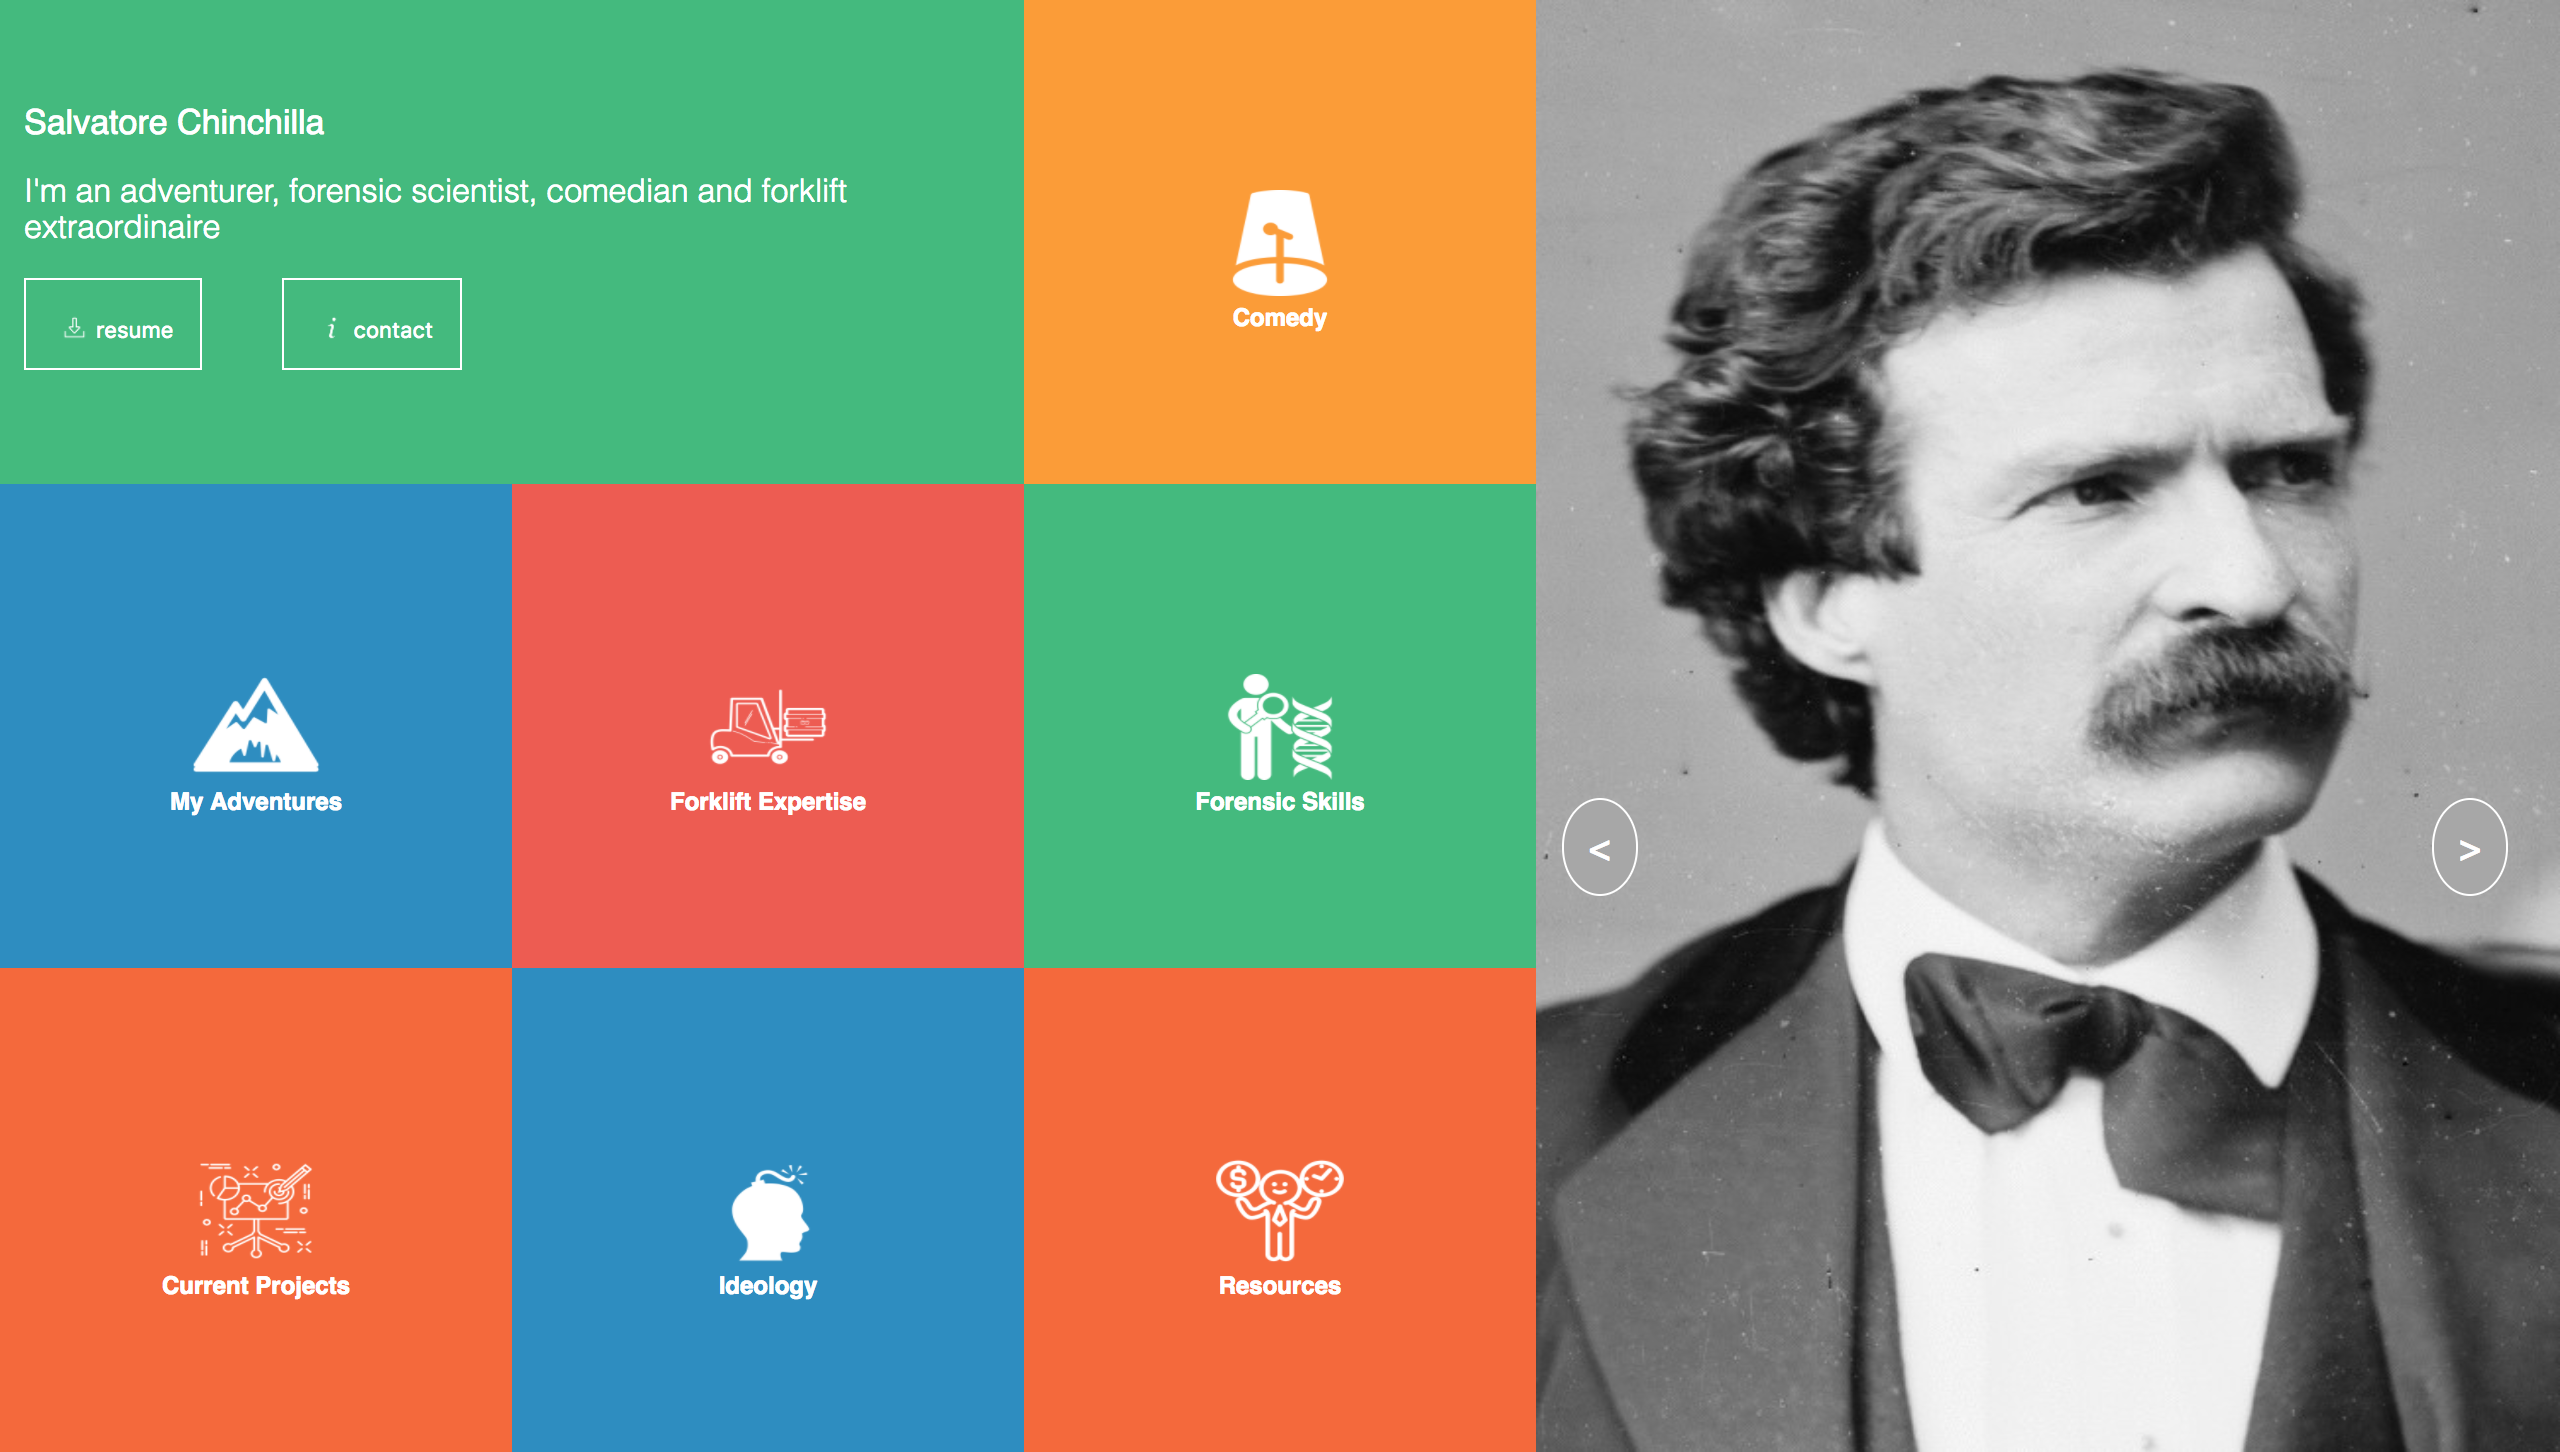 Salvatore Chinchilla
I'm an adventurer, forensic scientist, comedian and forklift
extraordinaire
resume
i contact
Comedy
My Adventures
Forklift Expertise
Forensic Skills
< >
Current Projects
Ideology
$
Resources